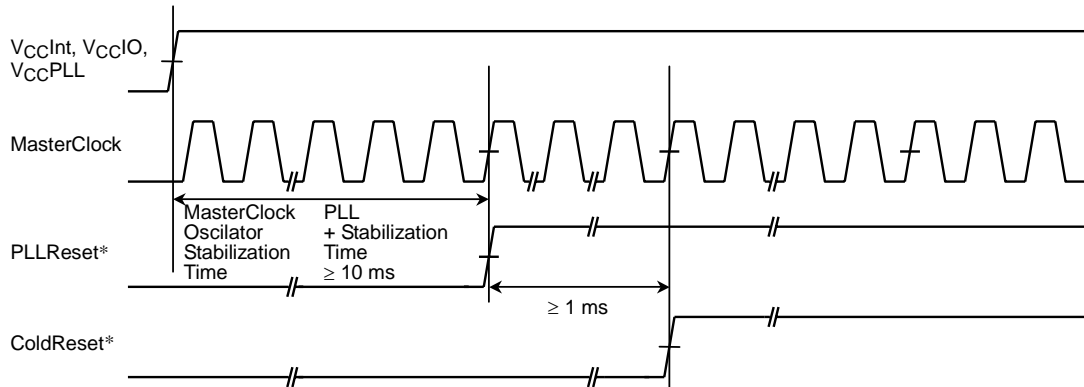 VCCInt, VCCIO,
VCCPLL
MasterClock
MasterClock PLL
Oscilator + Stabilization
Stabilization Time
Time ≥ 10 ms
PLLReset*
≥ 1 ms
ColdReset*